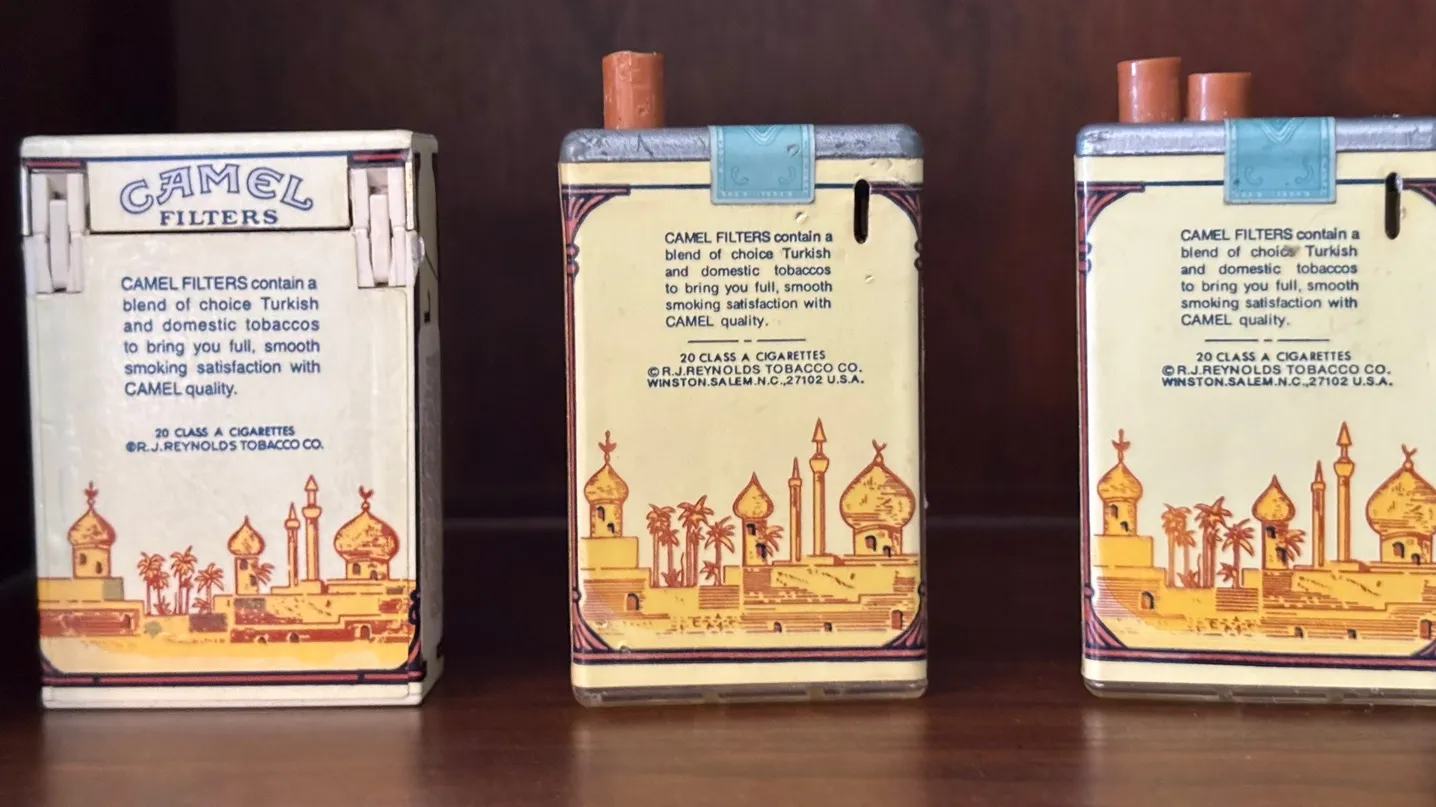 CAMEL
FILTERS
CAMEL FILTERS contain a
blend of choice Turkish
and domestic tobaccos
to bring you full, smooth
smoking satisfaction with
CAMEL quality.
20 CLASS A CIGARETTES
©R.J.REYNOLDS TOBACCO CO.
CAMEL FILTERS contain a
blend of choice Turkish
and domestic tobaccos
to bring you full, smooth
smoking satisfaction with
CAMEL quality.
20 CLASS A CIGARETTES
©R.J.REYNOLDS TOBACCO CO.
WINSTON.SALEM.N.C.,27102 U.S.A.
CAMEL FILTERS contain a
blend of choice Turkish
and domestic tobaccos
to bring you full, smooth
smoking satisfaction with
CAMEL quality.
20 CLASS A CIGARETTES
©R.J.REYNOLDS TOBACCO CO.
WINSTON.SALEM.N.C.,27102 U.S.A.